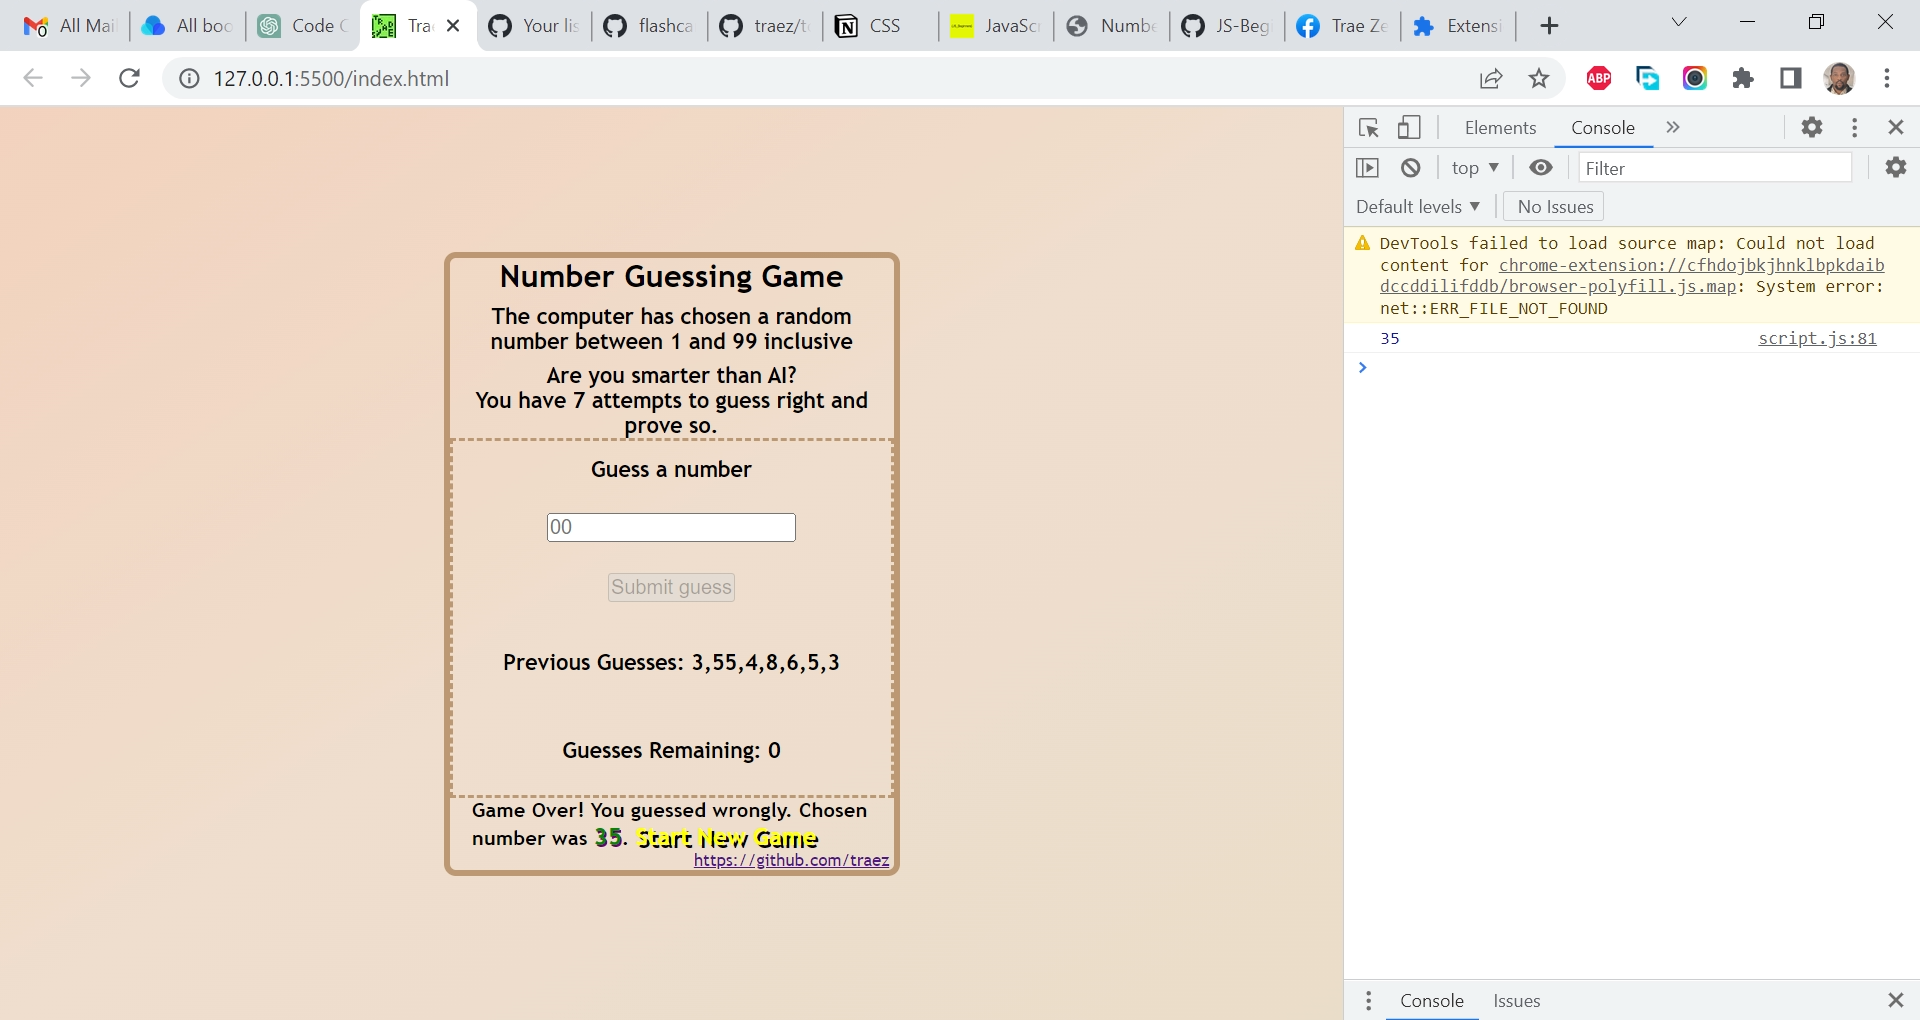 All Mai
All boo
Code C
Tra
Your lis
flashca
traez/t
CSS
JavaSc
Numbe
JS-Beg
Trae Ze
Extensi
127.0.0.1:5500/index.html
ABP
Number Guessing Game
The computer has chosen a random
number between 1 and 99 inclusive
Are you smarter than AI?
You have 7 attempts to guess right and
prove so.
Guess a number
00
Submit guess
Previous Guesses: 3,55,4,8,6,5,3
Guesses Remaining: 0
Game Over! You guessed wrongly. Chosen
number was 35. Start New Game
https://github.com/traez
Elements
Console
top
Filter
Default levels
No Issues
DevTools failed to load source map: Could not load
content for chrome-extension://cfhdojbkjhnklbpkdaib
dccddilifddb/browser-polyfill.js.map: System error:
net::ERR_FILE_NOT_FOUND
35 script.js:81
Console
Issues